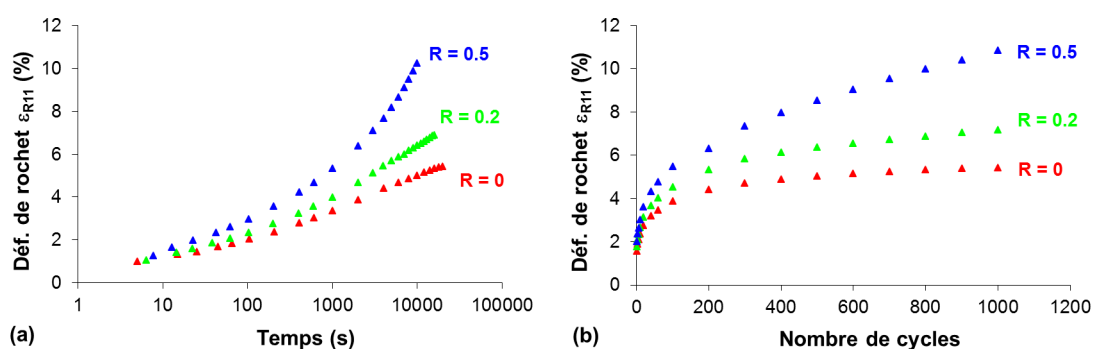 12
10
8
6
4
2
0
Déf. de rochet εR11 (%)
R = 0.5
R = 0.2
R = 0
1 10 100 1000 10000 100000
Temps (s)
(a)
12
10
8
6
4
2
0
Déf. de rochet εR11 (%)
R = 0.5
R = 0.2
R = 0
0 200 400 600 800 1000 1200
Nombre de cycles
(b)